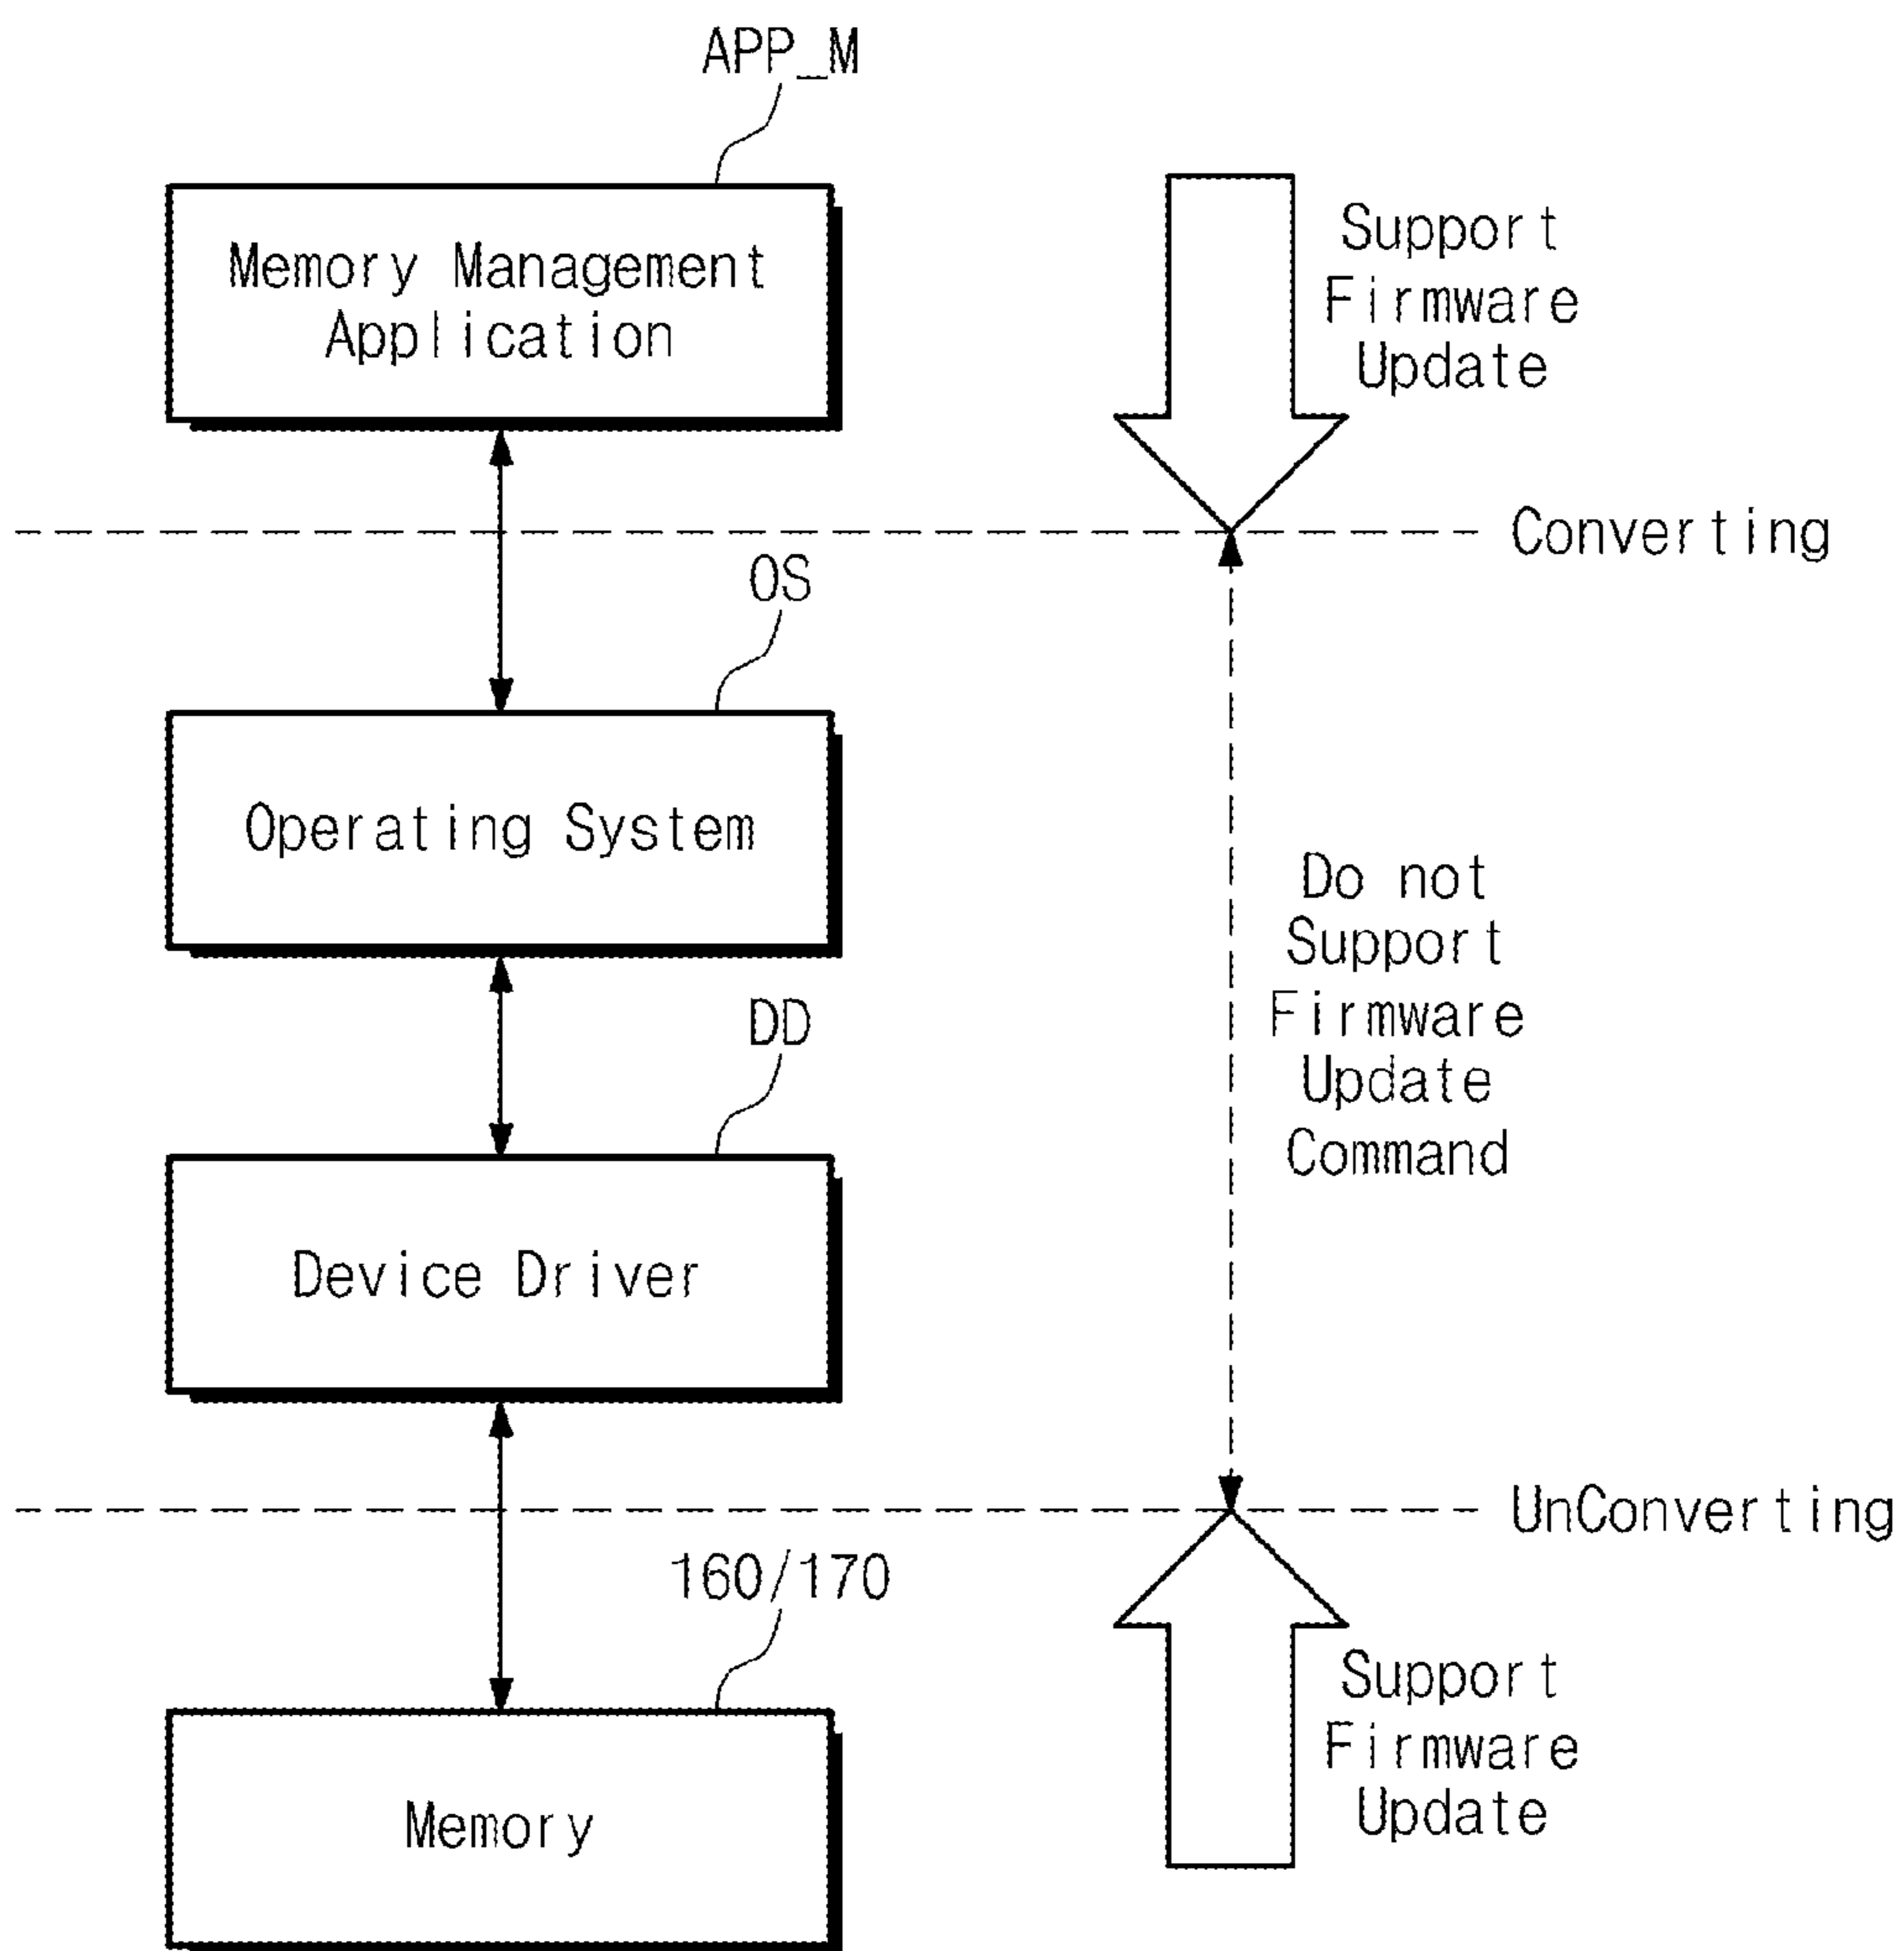 APP_M
Memory Management
Application
Support
Firmware
Update
Converting
OS
Operating System
Do not
Support
Firmware
Update
Command
DD
Device Driver
UnConverting
160/170
Memory
Support
Firmware
Update